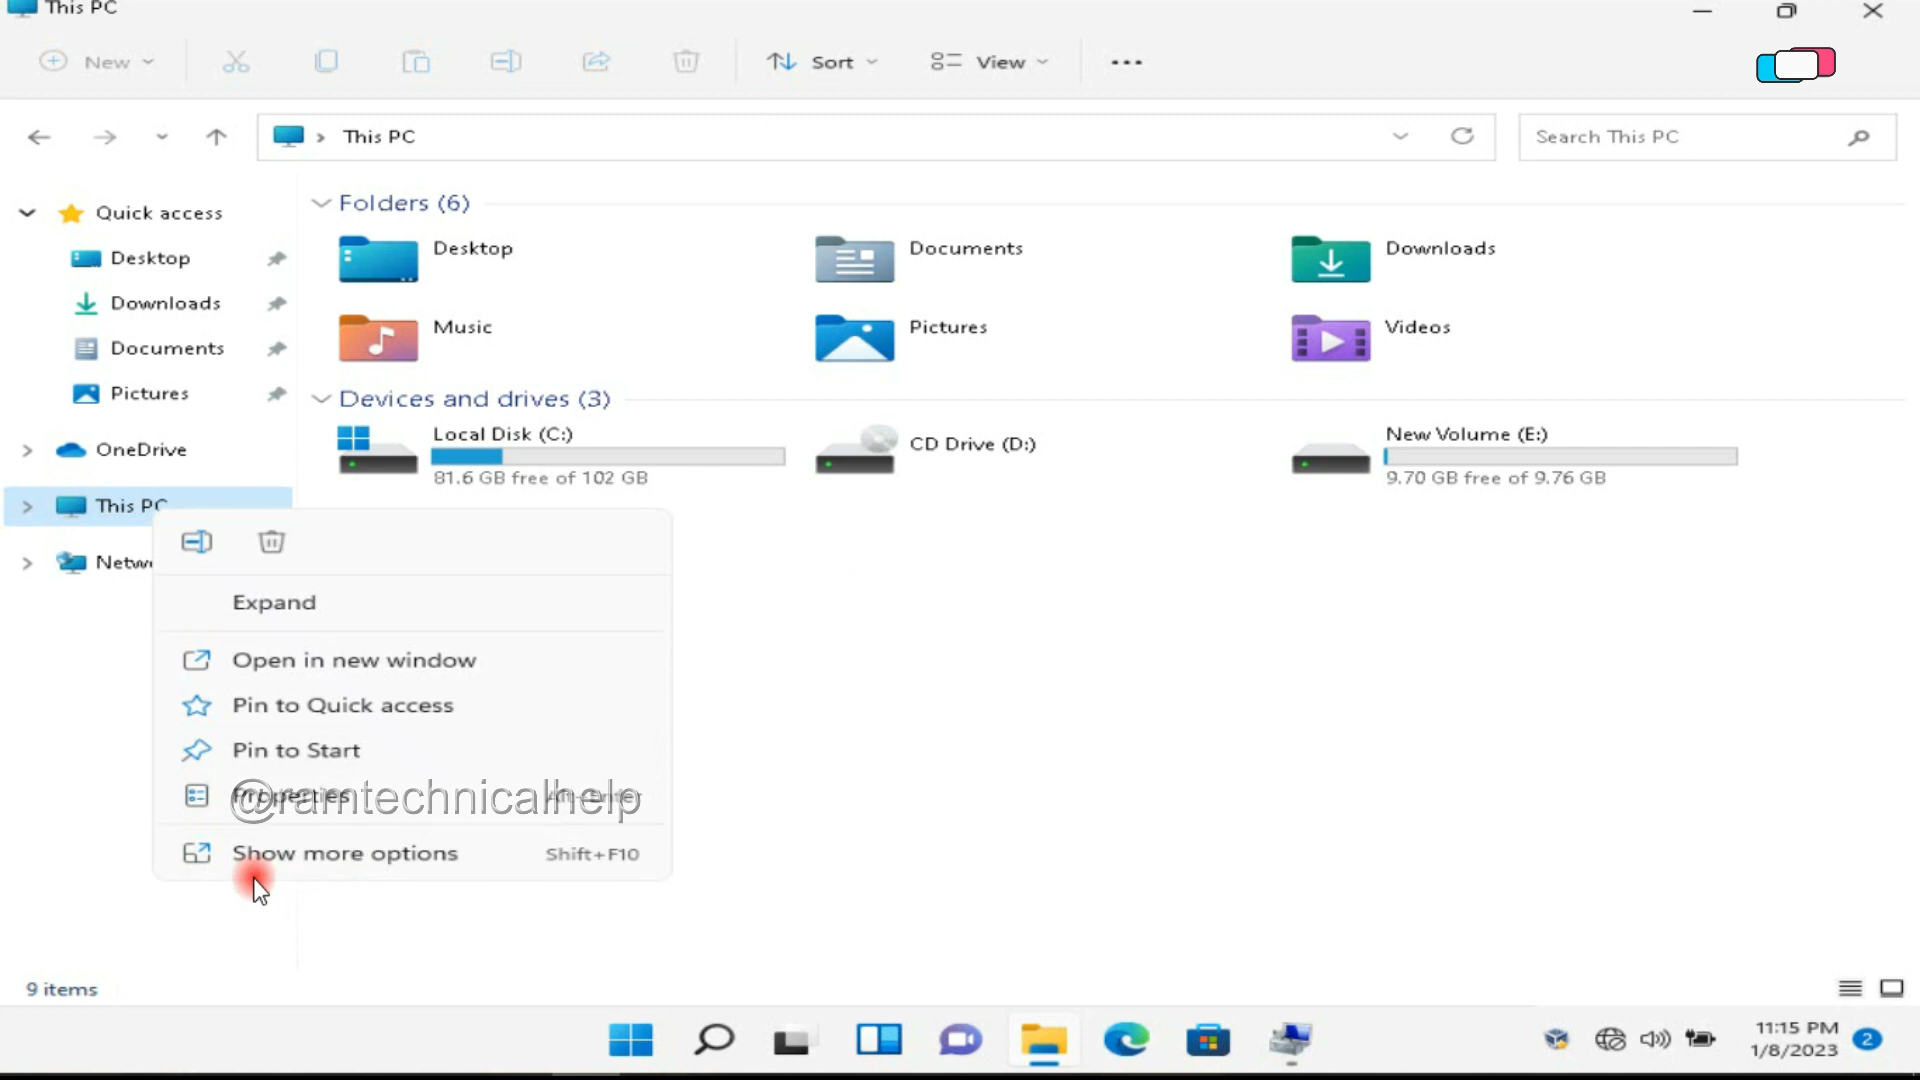 This PC
New
Sort
View
This PC
Search This PC
Quick access
Desktop
Downloads
Documents
Pictures
OneDrive
This PC
Netwo
Folders (6)
Desktop
Documents
Downloads
Music
Pictures
Videos
Devices and drives (3)
Local Disk (C:)
81.6 GB free of 102 GB
CD Drive (D:)
New Volume (E:)
9.70 GB free of 9.76 GB
Expand
Open in new window
Pin to Quick access
Pin to Start
Properties Alt+Enter
@ramtechnicalhelp
Show more options Shift+F10
9 items
11:15 PM
1/8/2023
2